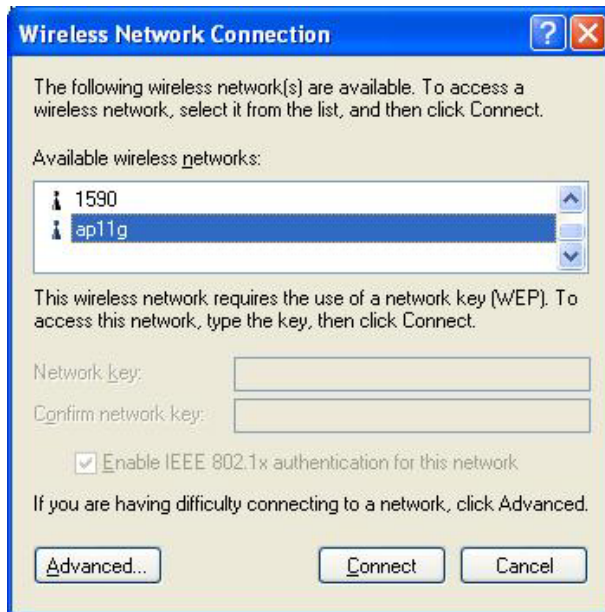 Wireless Network Connection
The following wireless network(s) are available. To access a
wireless network, select it from the list, and then click Connect.
Available wireless networks:
1590
ap11g
This wireless network requires the use of a network key (WEP). To
access this network, type the key, then click Connect.
Network key:
Confirm network key:
Enable IEEE 802.1x authentication for this network
If you are having difficulty connecting to a network, click Advanced.
Advanced... Connect Cancel